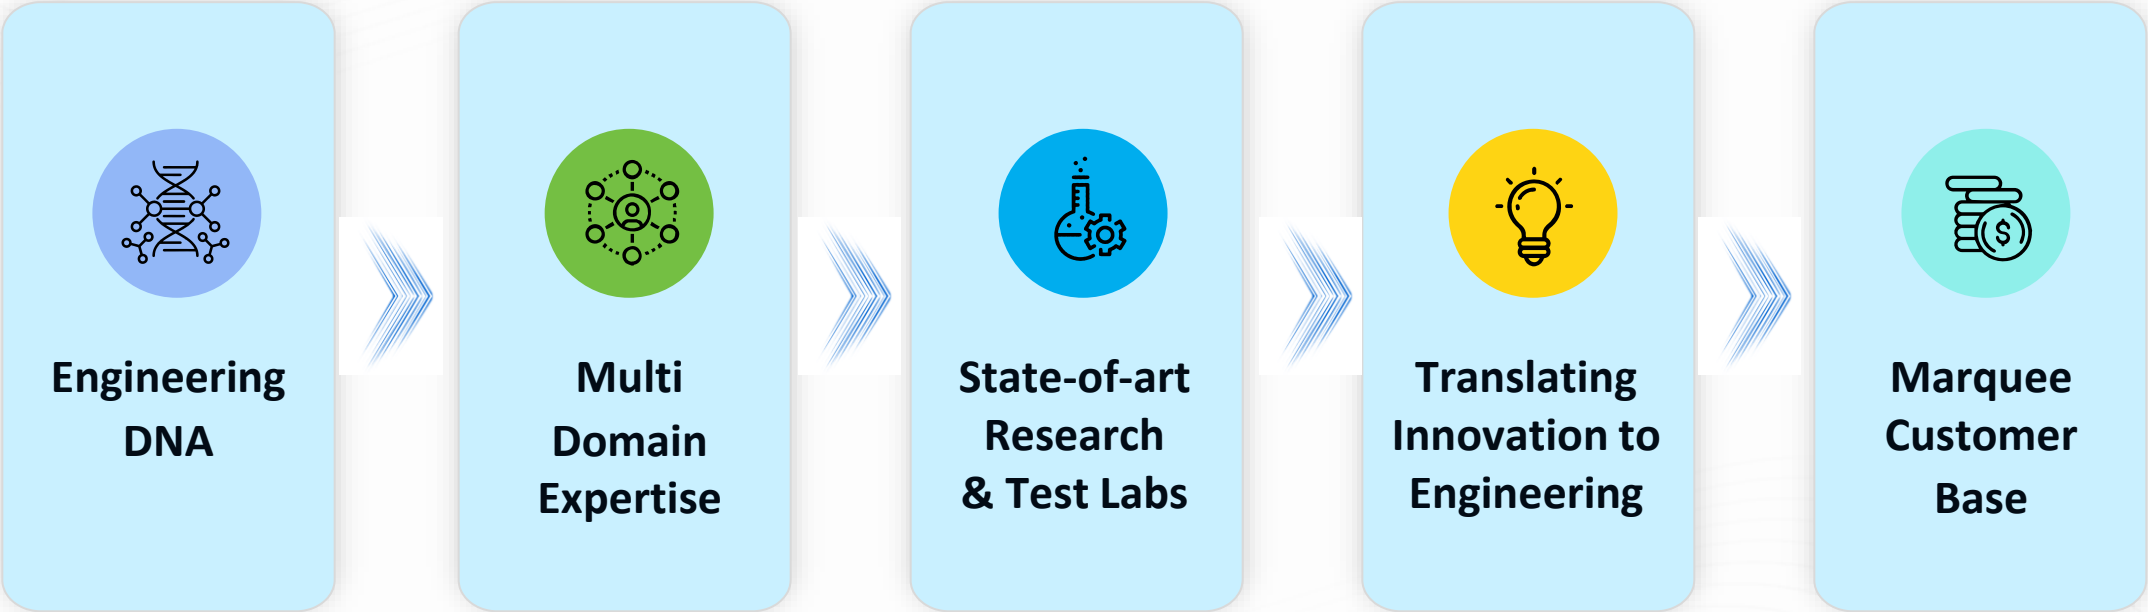 Engineering
DNA
Multi
Domain
Expertise
State-of-art
Research
& Test Labs
Translating
Innovation to
Engineering
$
Marquee
Customer
Base